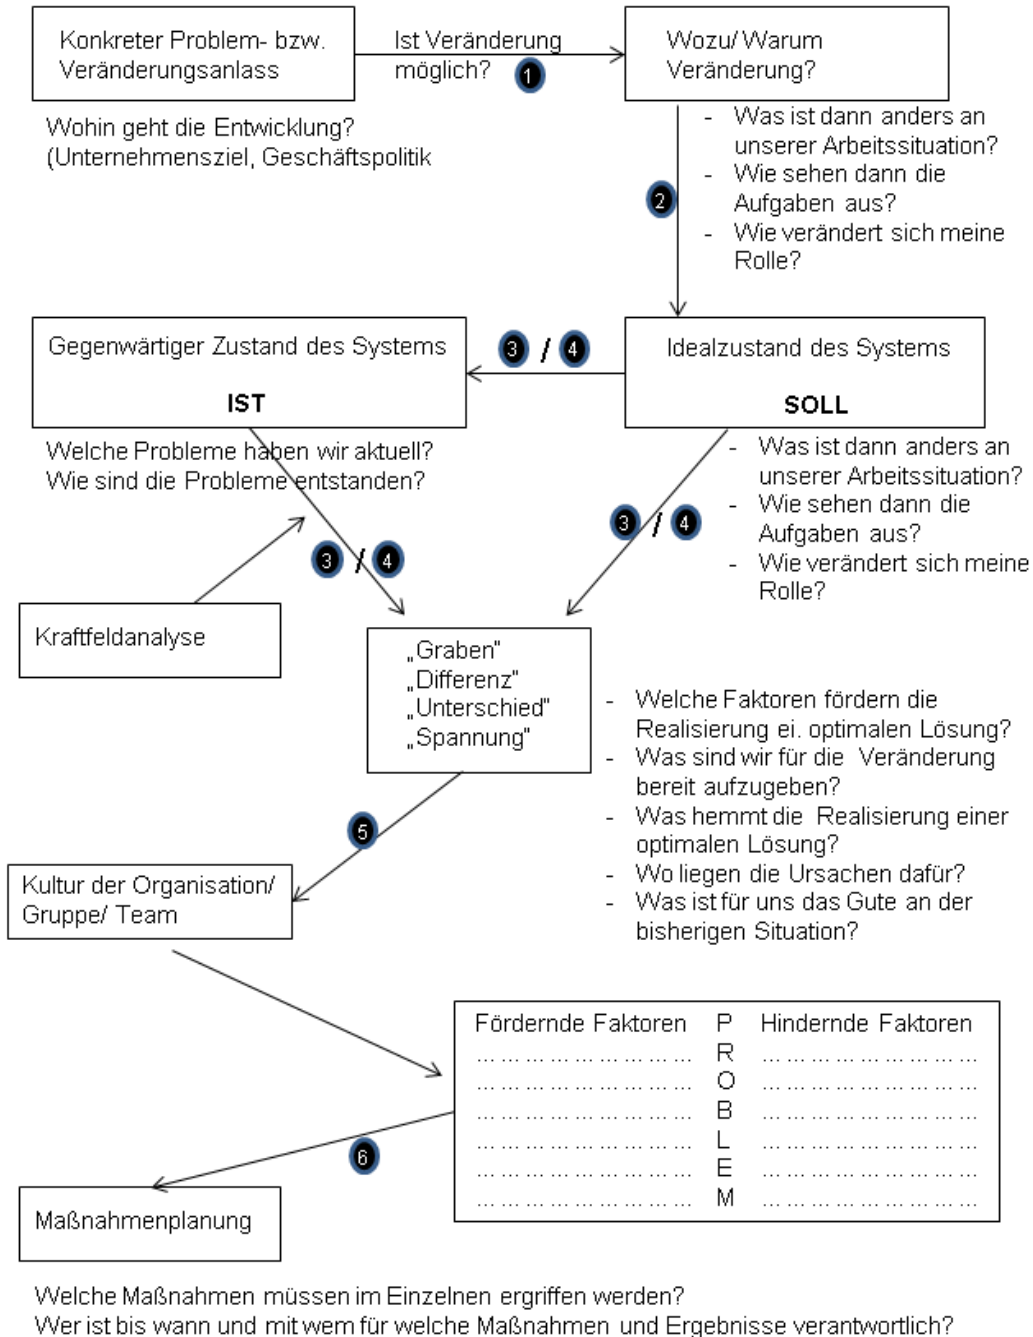 Konkreter Problem- bzw.
Veränderungsanlass
Ist Veränderung
möglich?
1
Wozu/ Warum
Veränderung?
Wohin geht die Entwicklung?
(Unternehmensziel, Geschäftspolitik
- Was ist dann anders an
unserer Arbeitssituation?
- Wie sehen dann die
Aufgaben aus?
- Wie verändert sich meine
Rolle?
2
Gegenwärtiger Zustand des Systems
IST
3 / 4
Idealzustand des Systems
SOLL
Welche Probleme haben wir aktuell?
Wie sind die Probleme entstanden?
- Was ist dann anders an
unserer Arbeitssituation?
- Wie sehen dann die
Aufgaben aus?
- Wie verändert sich meine
Rolle?
3 / 4
3 / 4
Kraftfeldanalyse
„Graben"
„Differenz"
„Unterschied"
„Spannung"
- Welche Faktoren fördern die
Realisierung ei. optimalen Lösung?
- Was sind wir für die Veränderung
bereit aufzugeben?
- Was hemmt die Realisierung einer
optimalen Lösung?
- Wo liegen die Ursachen dafür?
- Was ist für uns das Gute an der
bisherigen Situation?
5
Kultur der Organisation/
Gruppe/ Team
Fördernde Faktoren P Hindernde Faktoren
... ... ... ... ... ... ... ... ... R ... ... ... ... ... ... ... ... ...
... ... ... ... ... ... ... ... ... O ... ... ... ... ... ... ... ... ...
... ... ... ... ... ... ... ... ... B ... ... ... ... ... ... ... ... ...
... ... ... ... ... ... ... ... ... L ... ... ... ... ... ... ... ... ...
... ... ... ... ... ... ... ... ... E ... ... ... ... ... ... ... ... ...
... ... ... ... ... ... ... ... ... M ... ... ... ... ... ... ... ... ...
6
Maßnahmenplanung
Welche Maßnahmen müssen im Einzelnen ergriffen werden?
Wer ist bis wann und mit wem für welche Maßnahmen und Ergebnisse verantwortlich?